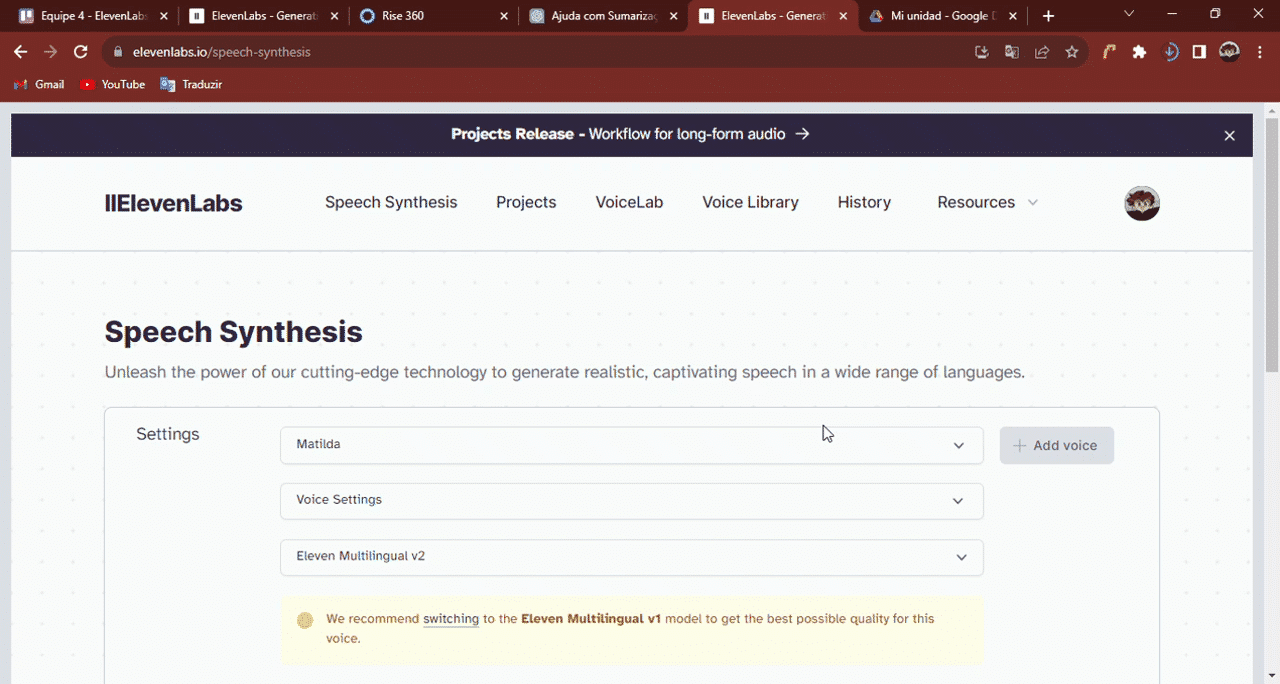 Equipe 4 - ElevenLabs
ElevenLabs - Generat
Rise 360
Ajuda com Sumarizaç
ElevenLabs - Generat
Mi unidad - Google D
elevenlabs.io/speech-synthesis
Gmail
YouTube
Traduzir
Projects Release - Workflow for long-form audio →
IIElevenLabs
Speech Synthesis
Projects
VoiceLab
Voice Library
History
Resources
Speech Synthesis
Unleash the power of our cutting-edge technology to generate realistic, captivating speech in a wide range of languages.
Settings
Matilda
+ Add voice
Voice Settings
Eleven Multilingual v2
We recommend switching to the Eleven Multilingual v1 model to get the best possible quality for this
voice.